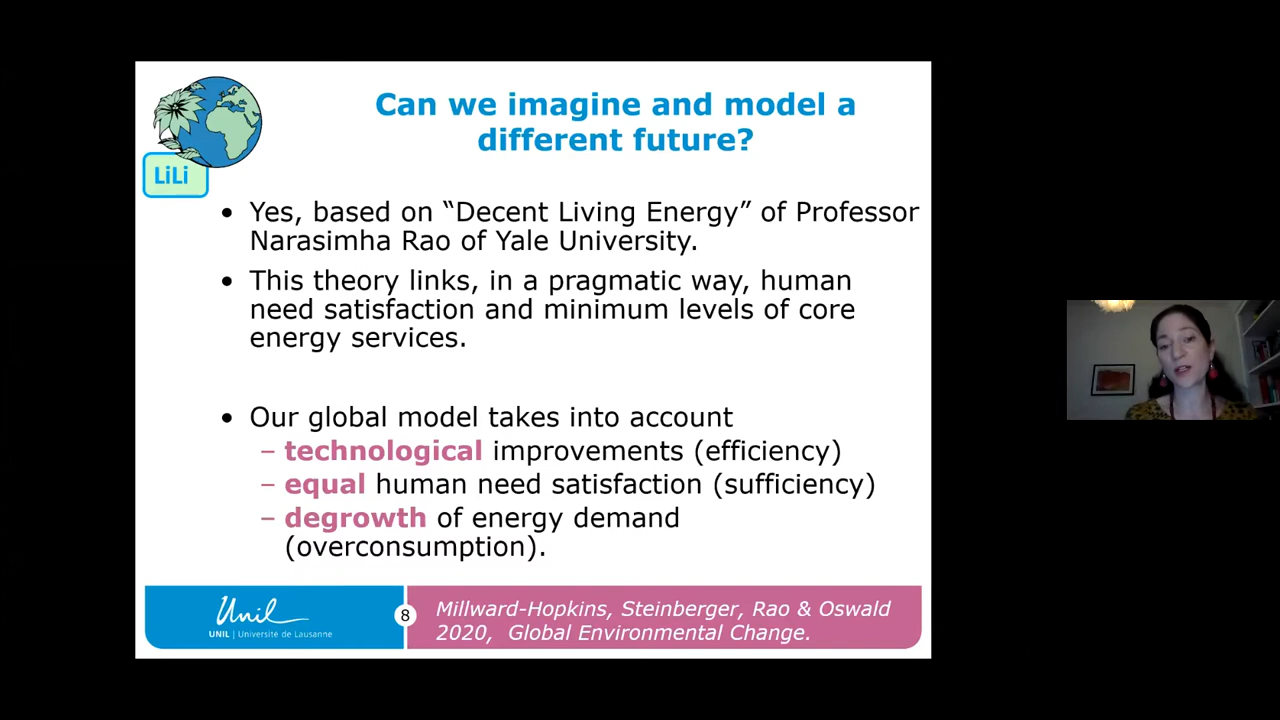 Can we imagine and model a
different future?
LiLi
• Yes, based on “Decent Living Energy” of Professor
Narasimha Rao of Yale University.
• This theory links, in a pragmatic way, human
need satisfaction and minimum levels of core
energy services.
• Our global model takes into account
– technological improvements (efficiency)
– equal human need satisfaction (sufficiency)
– degrowth of energy demand
(overconsumption).
Unil
UNIL | Université de Lausanne
8
Millward-Hopkins, Steinberger, Rao & Oswald
2020, Global Environmental Change.